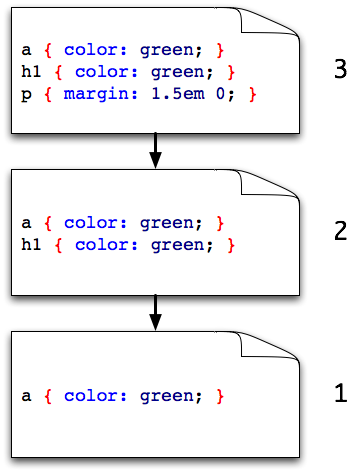 a { color: green; }
h1 { color: green; }
p { margin: 1.5em 0; }
3
a { color: green; }
h1 { color: green; }
2
a { color: green; }
1